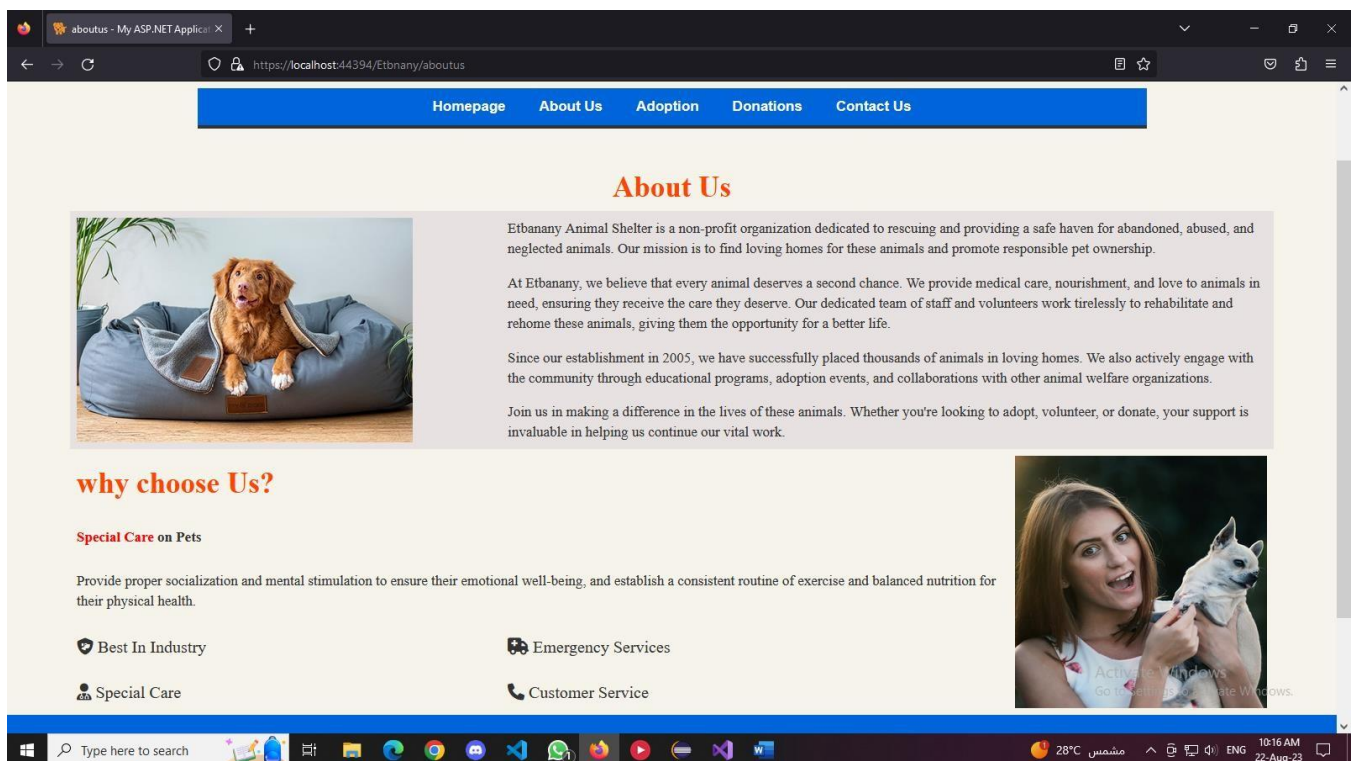 aboutus - My ASP.NET Applicat
https://localhost:44394/Etbnany/aboutus
Homepage About Us Adoption Donations Contact Us
About Us
Etbanany Animal Shelter is a non-profit organization dedicated to rescuing and providing a safe haven for abandoned, abused, and
neglected animals. Our mission is to find loving homes for these animals and promote responsible pet ownership.
At Etbanany, we believe that every animal deserves a second chance. We provide medical care, nourishment, and love to animals in
need, ensuring they receive the care they deserve. Our dedicated team of staff and volunteers work tirelessly to rehabilitate and
rehome these animals, giving them the opportunity for a better life.
Since our establishment in 2005, we have successfully placed thousands of animals in loving homes. We also actively engage with
the community through educational programs, adoption events, and collaborations with other animal welfare organizations.
Join us in making a difference in the lives of these animals. Whether you're looking to adopt, volunteer, or donate, your support is
invaluable in helping us continue our vital work.
why choose Us?
Special Care on Pets
Provide proper socialization and mental stimulation to ensure their emotional well-being, and establish a consistent routine of exercise and balanced nutrition for
their physical health.
Best In Industry
Emergency Services
Special Care
Customer Service
Activate Windows
Go to Settings to activate Windows.
Type here to search
28°C مشمس
ENG
10:16 AM
22-Aug-23